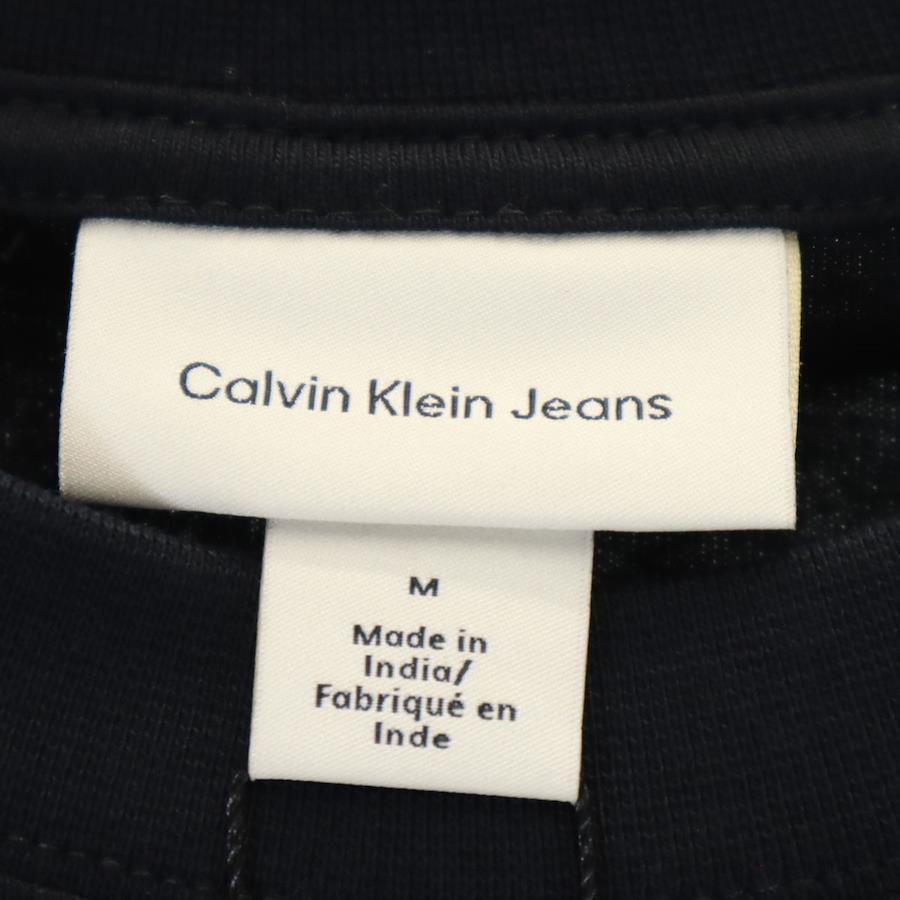 Calvin Klein Jeans
M
Made in
India/
Fabriqué en
Inde